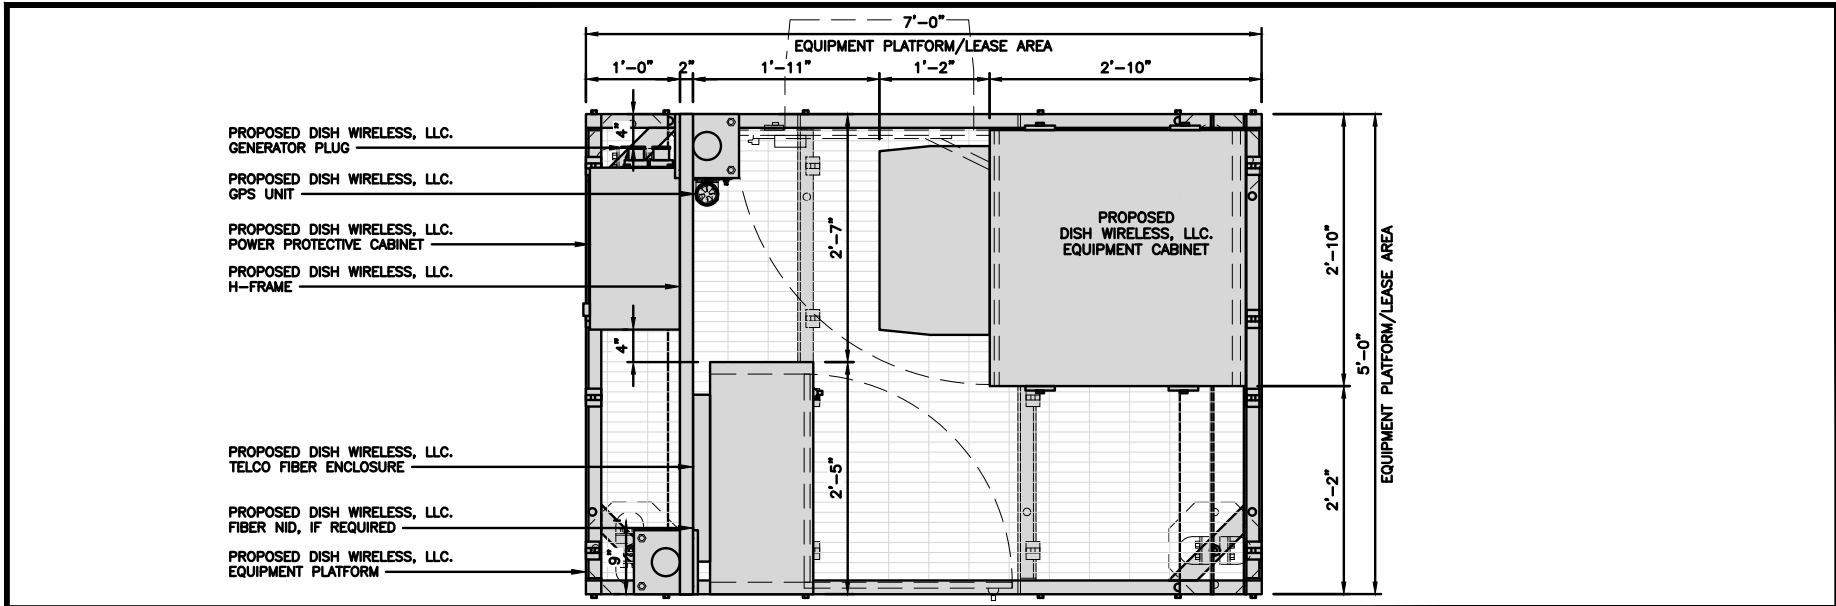 7'-0"
EQUIPMENT PLATFORM/LEASE AREA
1'-0"
2"
1'-11"
1'-2"
2'-10"
4"
PROPOSED DISH WIRELESS, LLC.
GENERATOR PLUG
PROPOSED DISH WIRELESS, LLC.
GPS UNIT
PROPOSED DISH WIRELESS, LLC.
POWER PROTECTIVE CABINET
PROPOSED DISH WIRELESS, LLC.
H-FRAME
2'-7"
PROPOSED
DISH WIRELESS, LLC.
EQUIPMENT CABINET
2'-10"
4"
5'-0"
EQUIPMENT PLATFORM/LEASE AREA
PROPOSED DISH WIRELESS, LLC.
TELCO FIBER ENCLOSURE
2'-5"
2'-2"
PROPOSED DISH WIRELESS, LLC.
FIBER NID, IF REQUIRED
9"
PROPOSED DISH WIRELESS, LLC.
EQUIPMENT PLATFORM